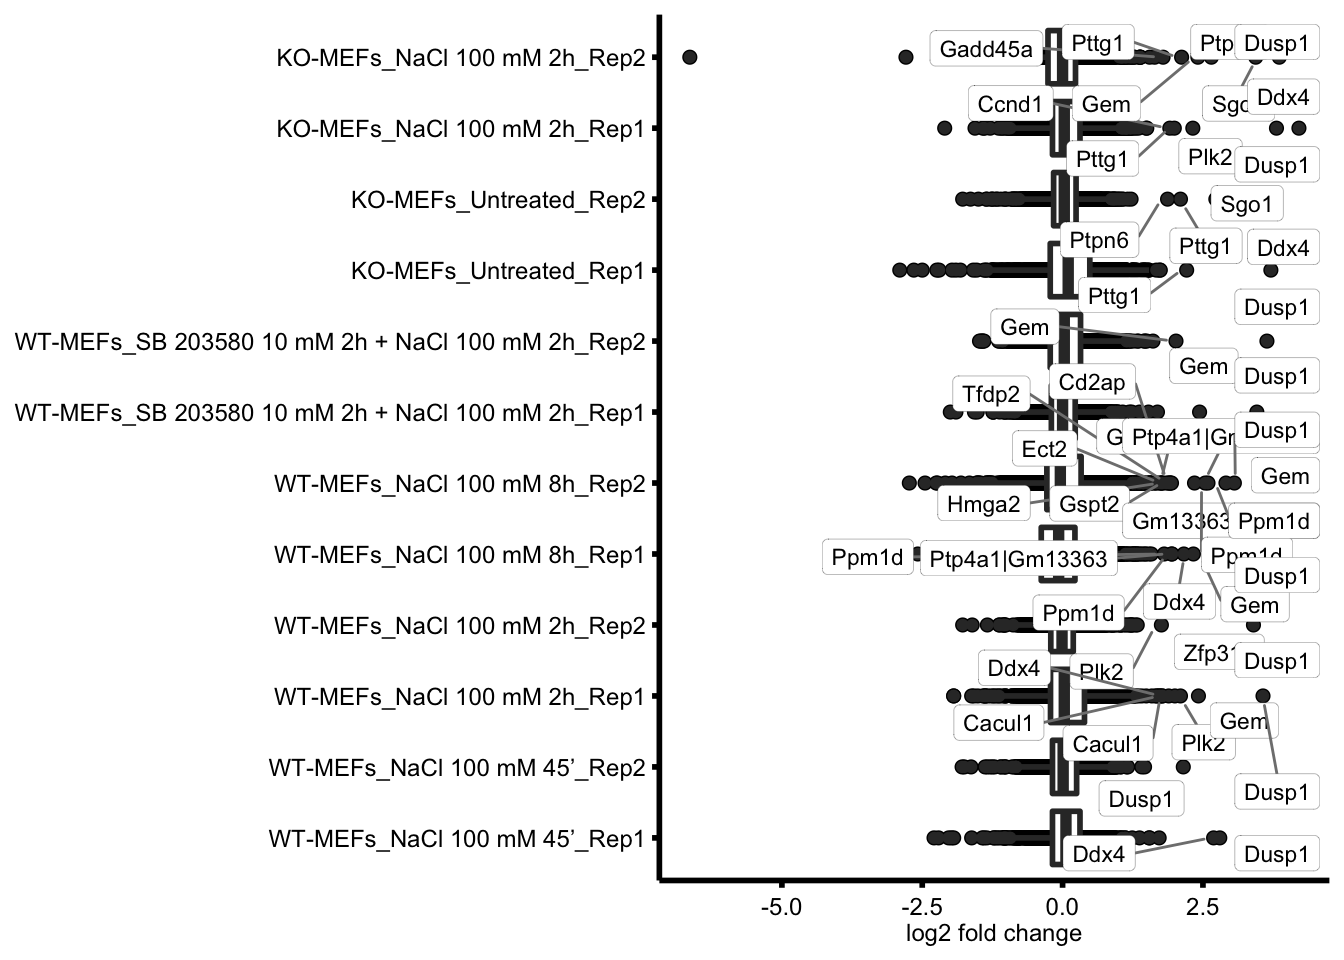 KO-MEFs_NaCl 100 mM 2h_Rep2
Gadd45a
Pttg1
Dusp1
Ccnd1
Gem
Ddx4
KO-MEFs_NaCl 100 mM 2h_Rep1
Pttg1
Plk2
Dusp1
KO-MEFs_Untreated_Rep2
Sgo1
Ptpn6
Pttg1
Ddx4
KO-MEFs_Untreated_Rep1
Pttg1
Dusp1
WT-MEFs_SB 203580 10 mM 2h + NaCl 100 mM 2h_Rep2
Gem
Gem
Dusp1
Tfdp2
Cd2ap
WT-MEFs_SB 203580 10 mM 2h + NaCl 100 mM 2h_Rep1
Dusp1
Ect2
Gem
WT-MEFs_NaCl 100 mM 8h_Rep2
Hmga2
Gspt2
Gm13363
Ppm1d
WT-MEFs_NaCl 100 mM 8h_Rep1
Ppm1d
Ptp4a1|Gm13363
Ppm1d
Dusp1
Ppm1d
Ddx4
Gem
WT-MEFs_NaCl 100 mM 2h_Rep2
Ddx4
Plk2
Dusp1
WT-MEFs_NaCl 100 mM 2h_Rep1
Cacul1
Cacul1
Plk2
Gem
WT-MEFs_NaCl 100 mM 45’_Rep2
Dusp1
Dusp1
WT-MEFs_NaCl 100 mM 45’_Rep1
Ddx4
Dusp1
-5.0
-2.5
0.0
2.5
log2 fold change